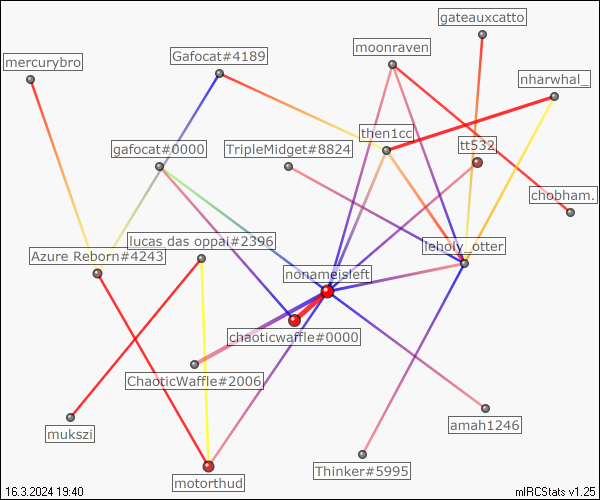 gateauxcatto
moonraven
Gafocat#4189
mercurybro
nharwhal_
then1cc
tt532
gafocat#0000
TripleMidget#8824
chobham.
lucas das oppai#2396
leholy_otter
Azure Reborn#4243
nonameisleft
chaoticwaffle#0000
ChaoticWaffle#2006
amah1246
mukszi
Thinker#5995
motorthud
16.3.2024 19:40
mIRCStats v1.25